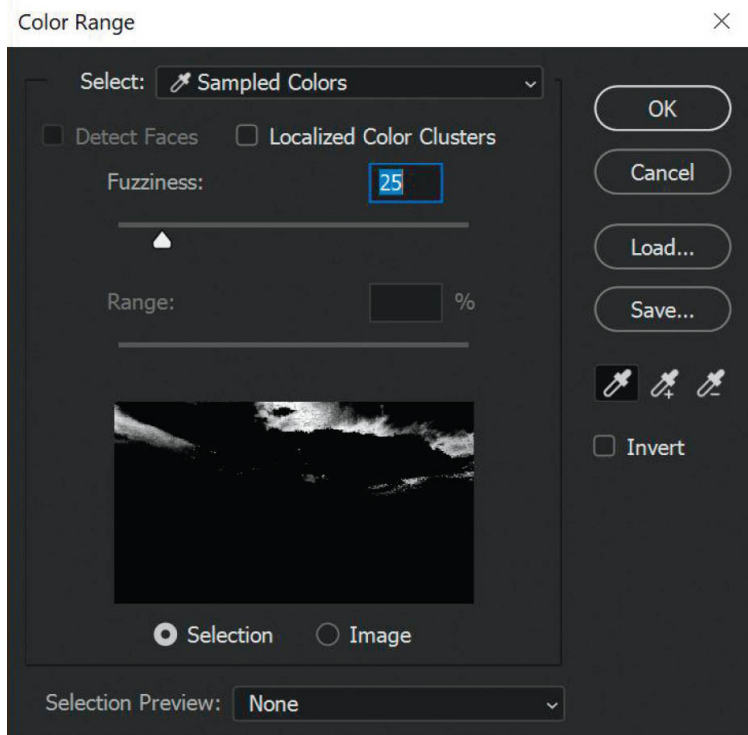 Color Range
Select: Sampled Colors
Detect Faces Localized Color Clusters
Fuzziness: 25
Range: %
Selection Image
Selection Preview: None
OK
Cancel
Load...
Save...
Invert